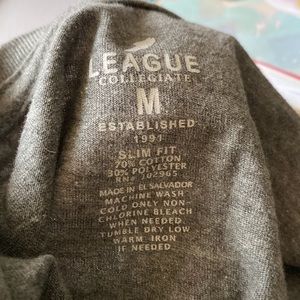 LEAGUE
COLLEGIATE
M
ESTABLISHED
1991
SLIM FIT
70% COTTON
30% POLYESTER
RN# 102965
MADE IN EL SALVADOR
MACHINE WASH
COLD ONLY NON-
CHLORINE BLEACH
WHEN NEEDED
TUMBLE DRY LOW
WARM IRON
IF NEEDED